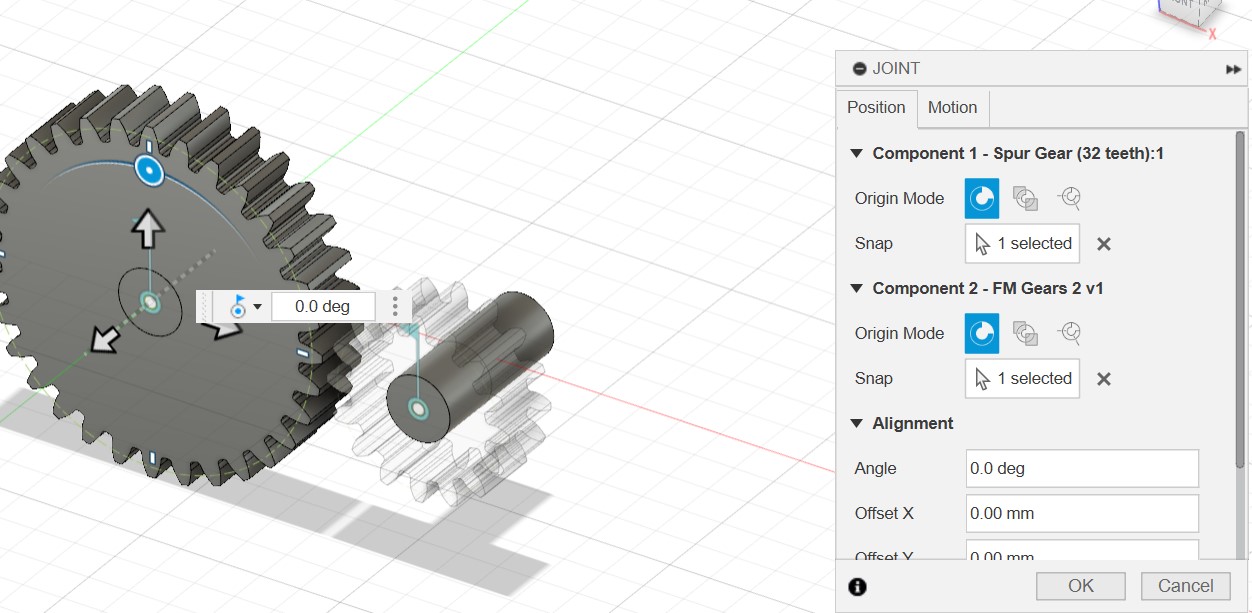 X
JOINT
Position Motion
Component 1 - Spur Gear (32 teeth):1
Origin Mode
Snap 1 selected
0.0 deg
Component 2 - FM Gears 2 v1
Origin Mode
Snap 1 selected
Alignment
Angle 0.0 deg
Offset X 0.00 mm
Offset Y 0.00 mm
OK Cancel